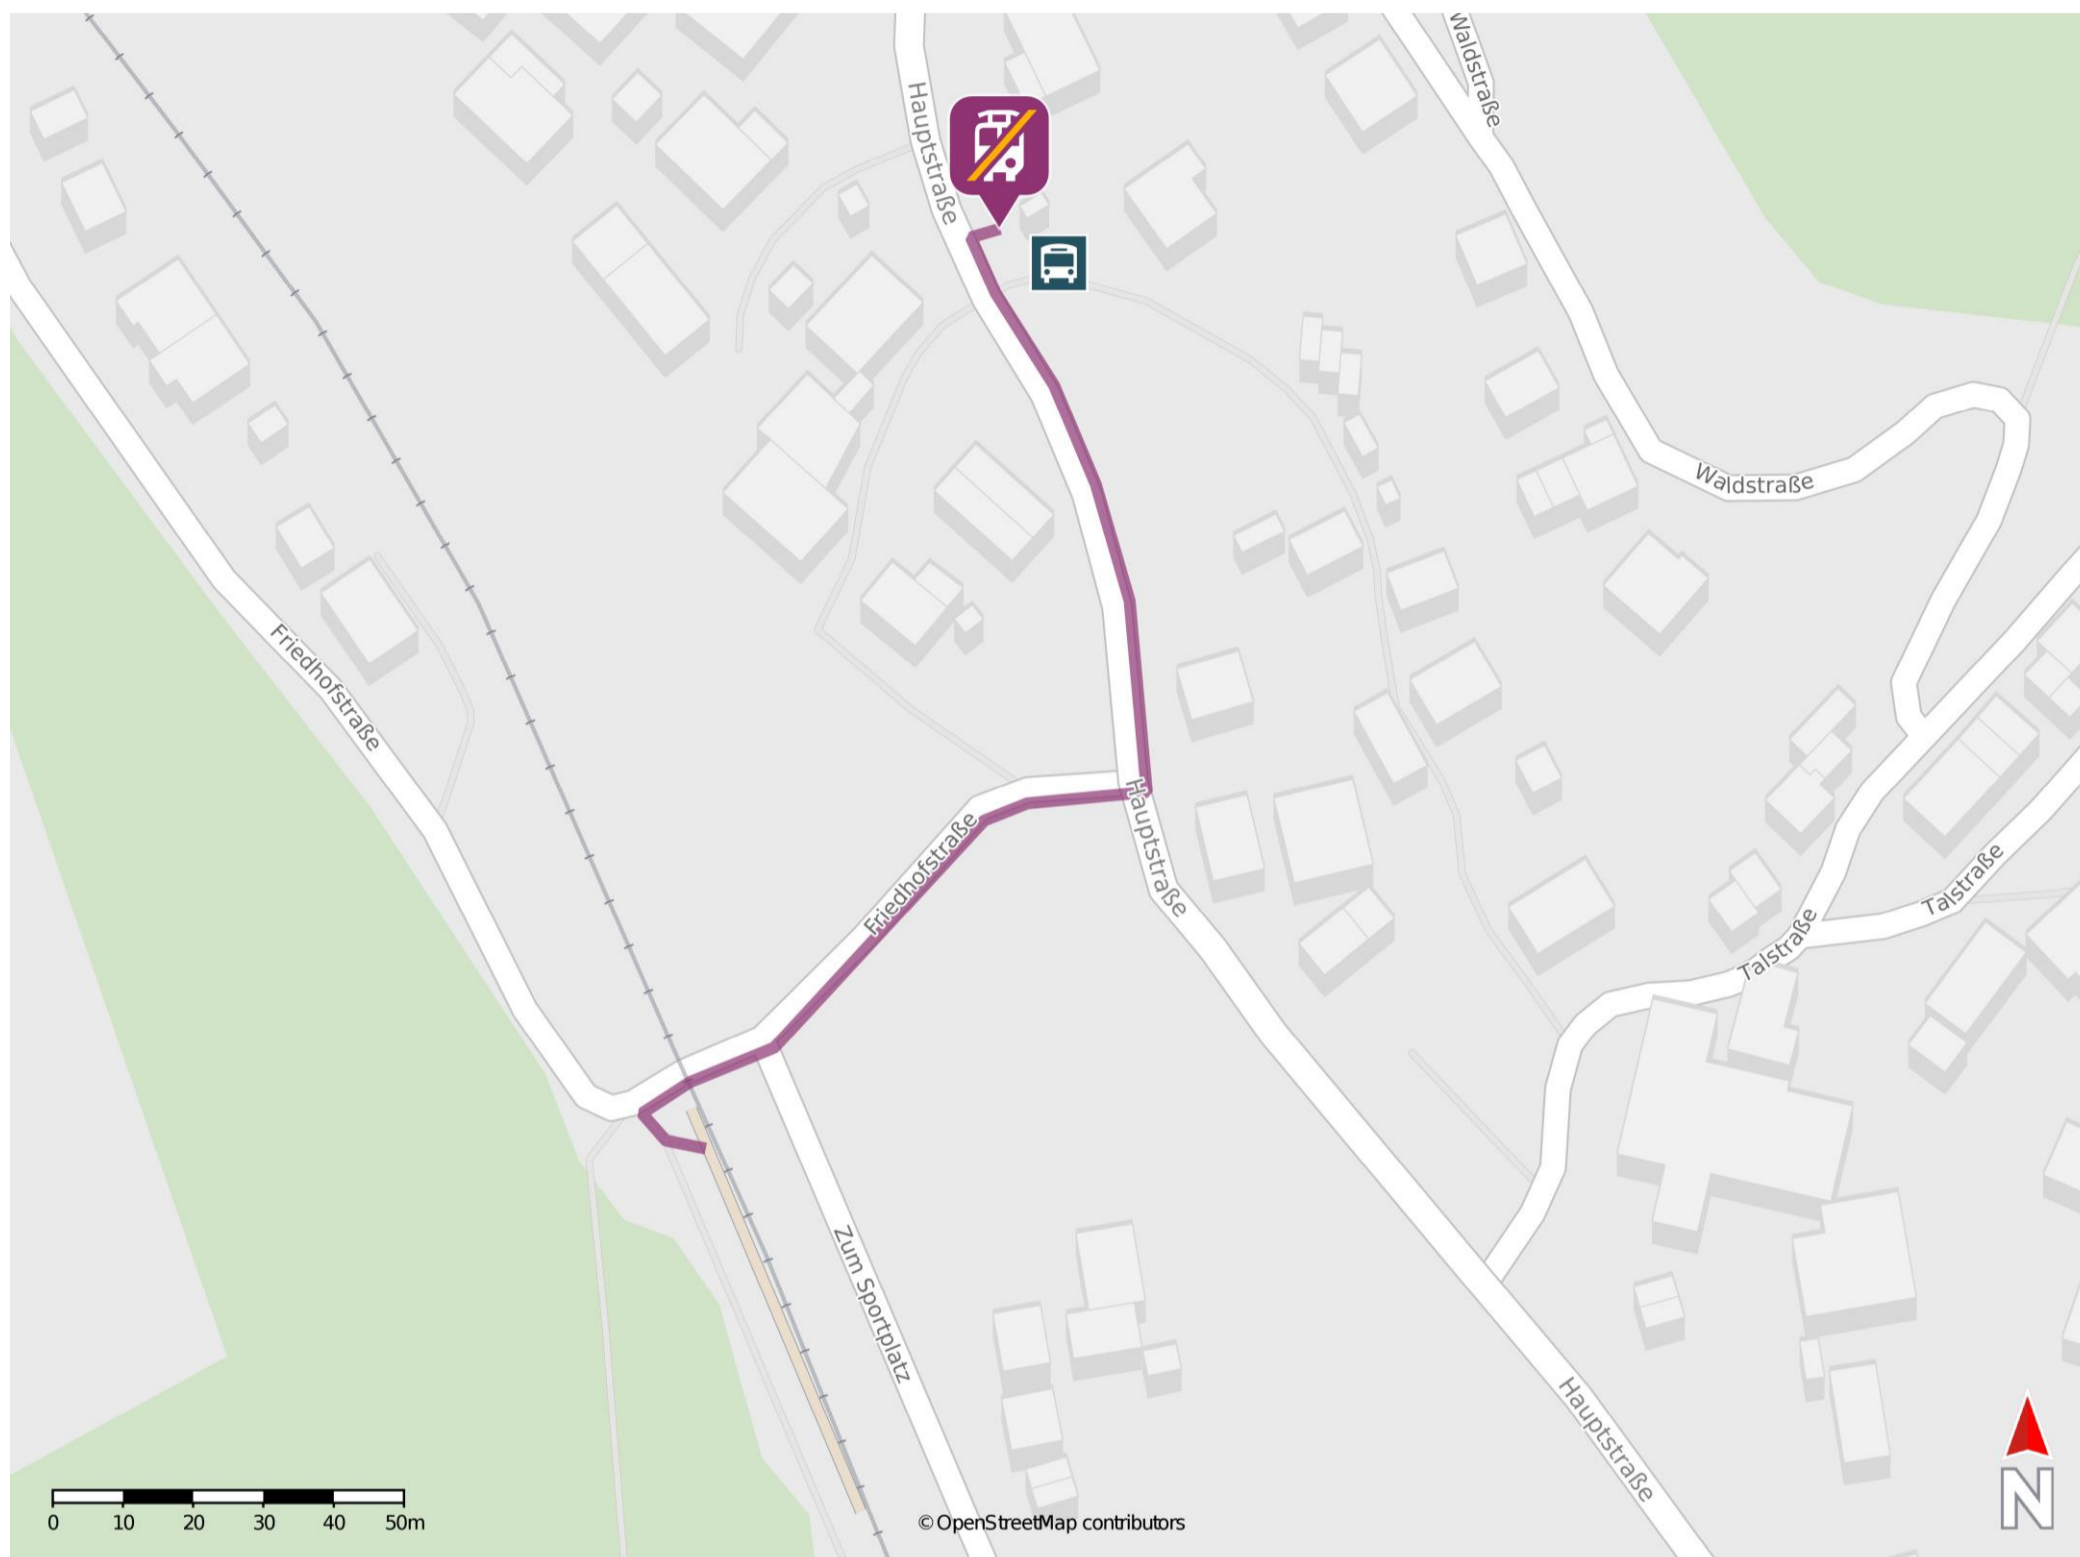 Waldstraße
Hauptstraße
Waldstraße
Friedhofstraße
Hauptstraße
Friedhofstraße
Talstraße
Talstraße
Zum Sportplatz
Hauptstraße
N
0 10 20 30 40 50m
© OpenStreetMap contributors